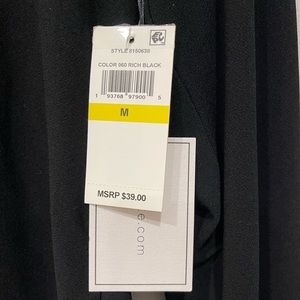 STYLE 8150630
COLOR 060 RICH BLACK
1 93768 97900 5
M
MSRP $39.00
e.com